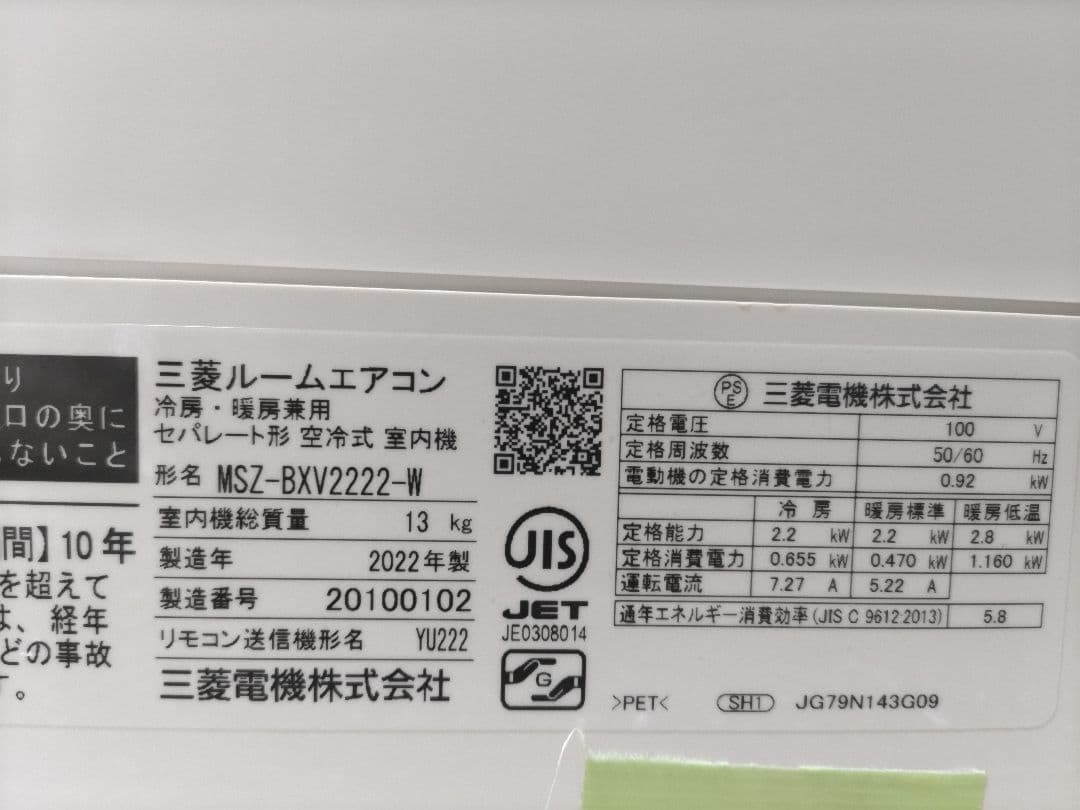 り
口の奥に
ないこと
間】10年
を超えて
は、経年
どの事故
す。
三菱ルームエアコン
冷房・暖房兼用
セパレート形 空冷式 室内機
形名 MSZ-BXV2222-W
室内機総質量 13 kg
製造年 2022年製
製造番号 20100102
リモコン送信機形名 YU222
三菱電機株式会社
JIS
JET
JE0308014
G
PSE 三菱電機株式会社
定格電圧 100 V
定格周波数 50/60 Hz
電動機の定格消費電力 0.92 kW
冷房 暖房標準 暖房低温
定格能力 2.2 kW 2.2 kW 2.8 kW
定格消費電力 0.655 kW 0.470 kW 1.160 kW
運転電流 7.27 A 5.22 A
通年エネルギー消費効率(JIS C 9612:2013) 5.8
>PET< SH1 JG79N143G09